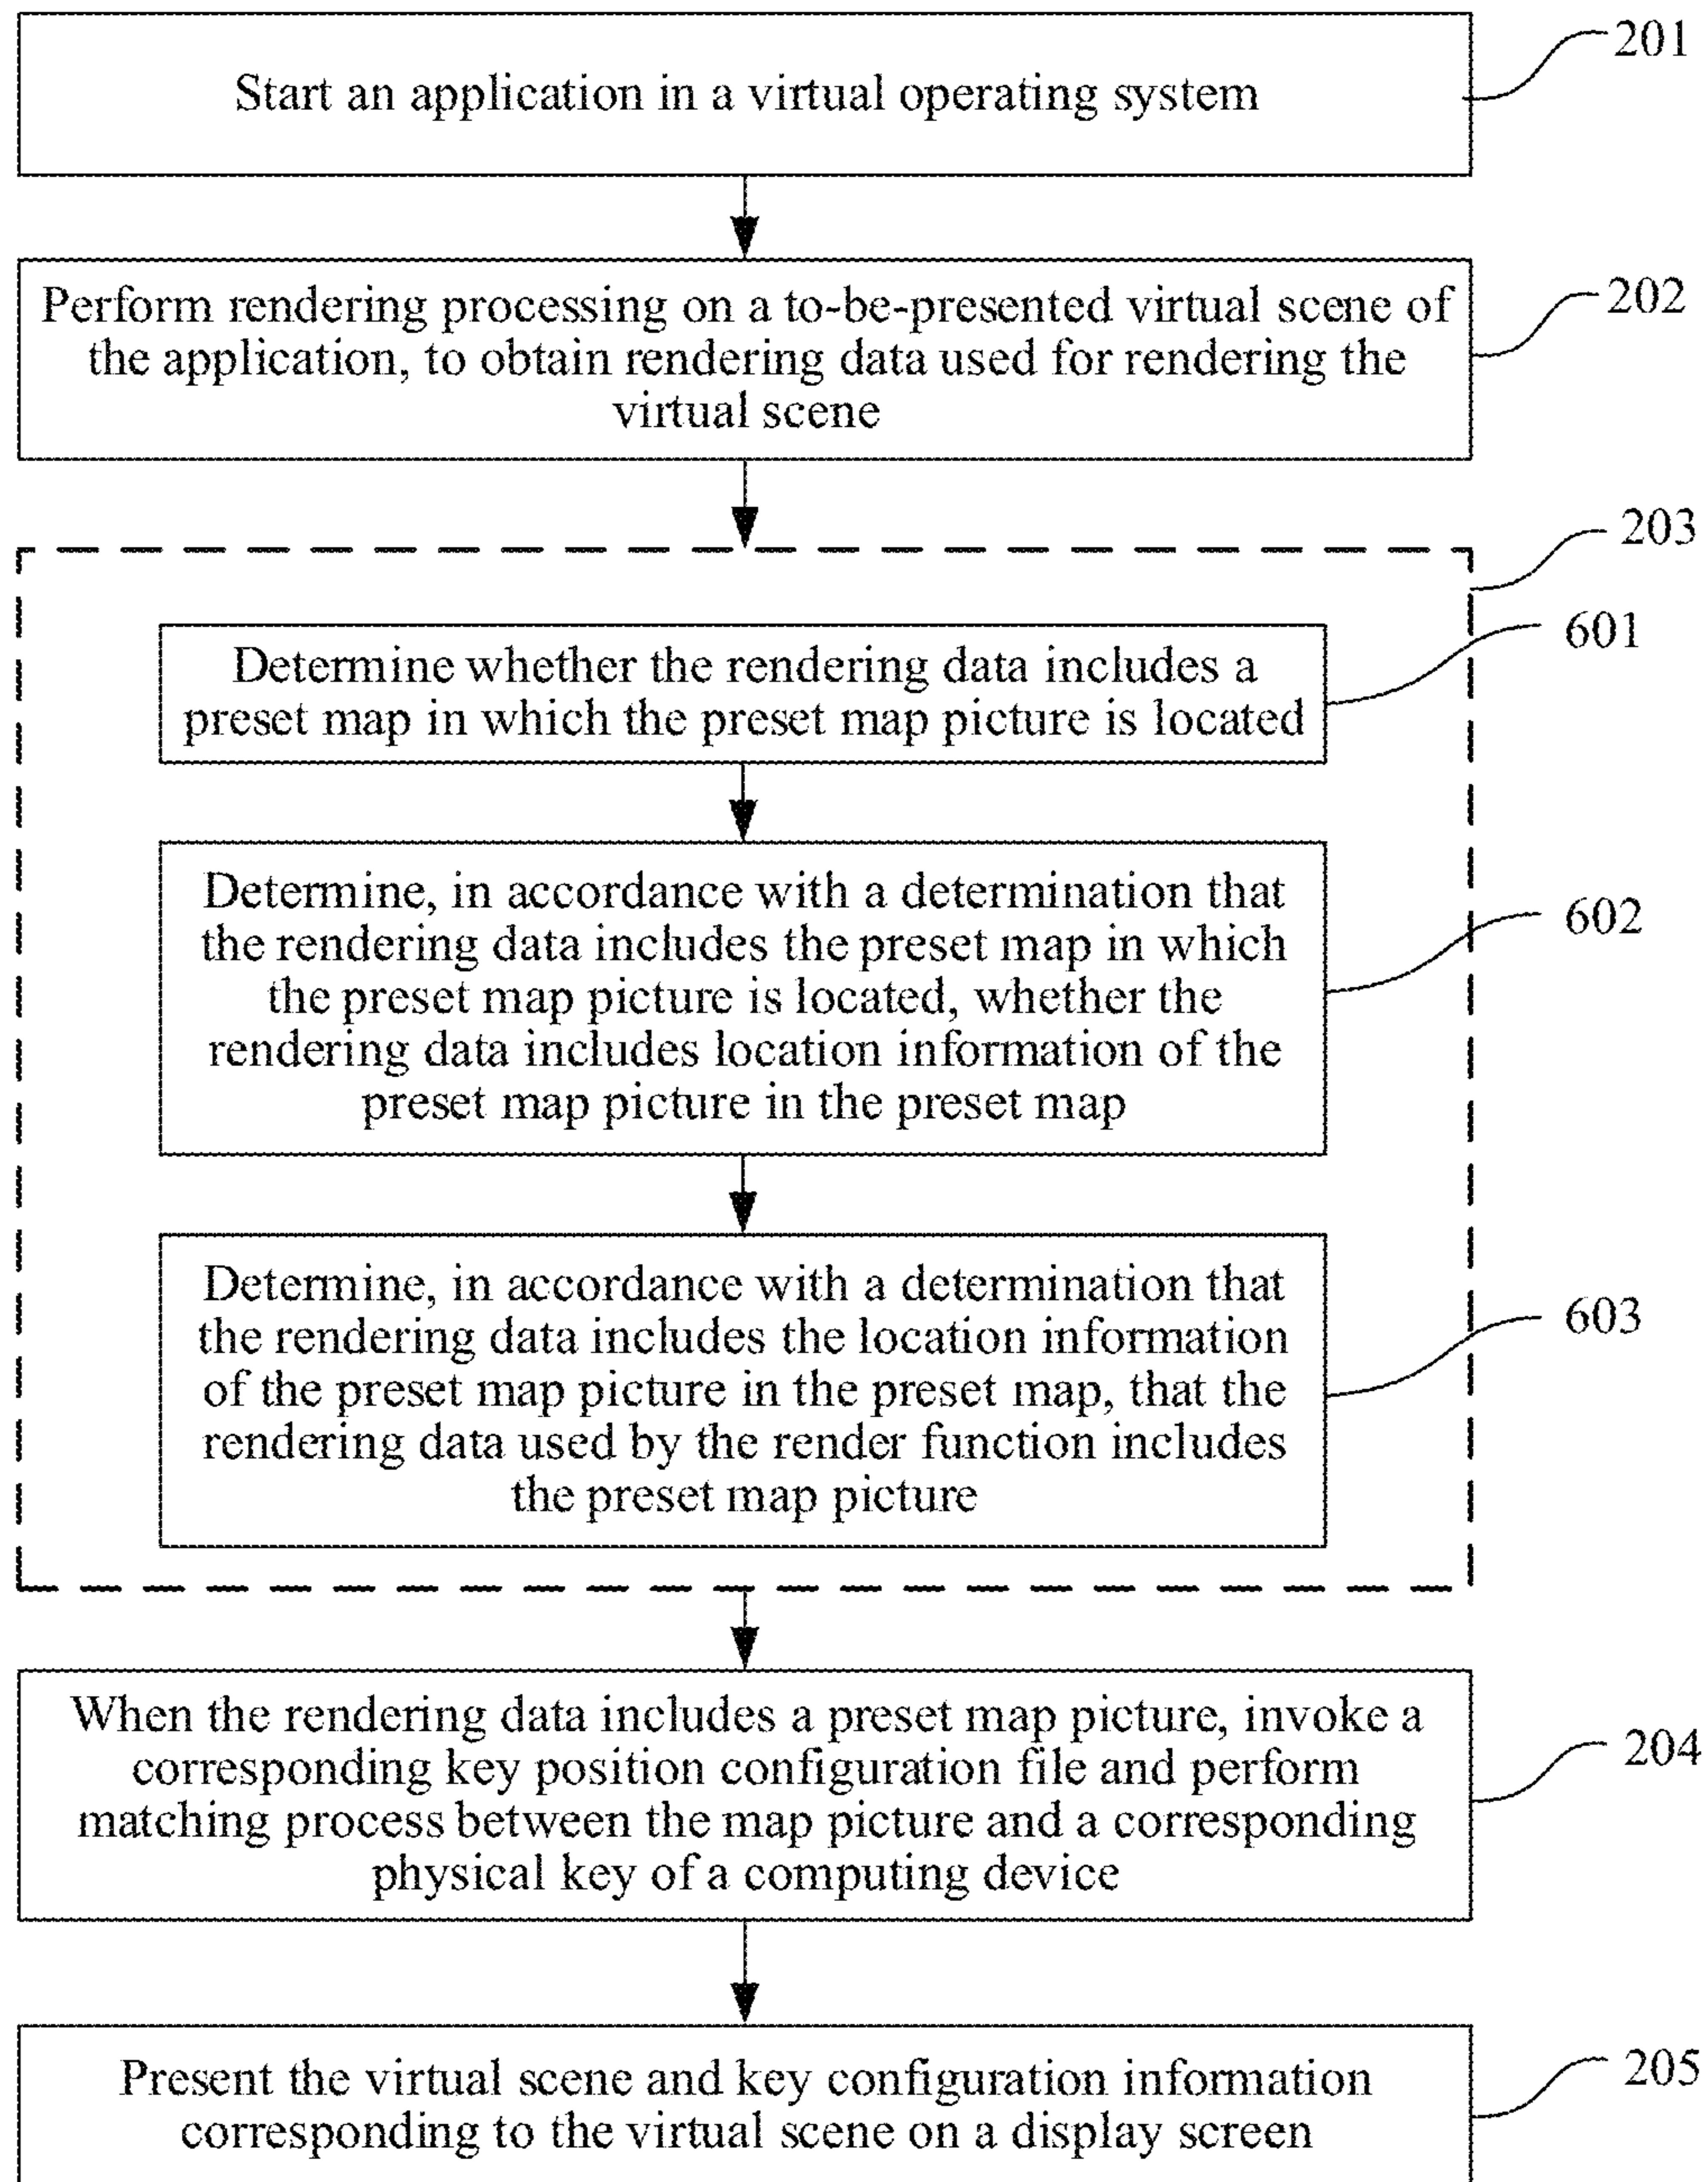 Start an application in a virtual operating system
201
Perform rendering processing on a to-be-presented virtual scene of
the application, to obtain rendering data used for rendering the
virtual scene
202
203
Determine whether the rendering data includes a
preset map in which the preset map picture is located
601
Determine, in accordance with a determination that
the rendering data includes the preset map in which
the preset map picture is located, whether the
rendering data includes location information of the
preset map picture in the preset map
602
Determine, in accordance with a determination that
the rendering data includes the location information
of the preset map picture in the preset map, that the
rendering data used by the render function includes
the preset map picture
603
When the rendering data includes a preset map picture, invoke a
corresponding key position configuration file and perform
matching process between the map picture and a corresponding
physical key of a computing device
204
Present the virtual scene and key configuration information
corresponding to the virtual scene on a display screen
205